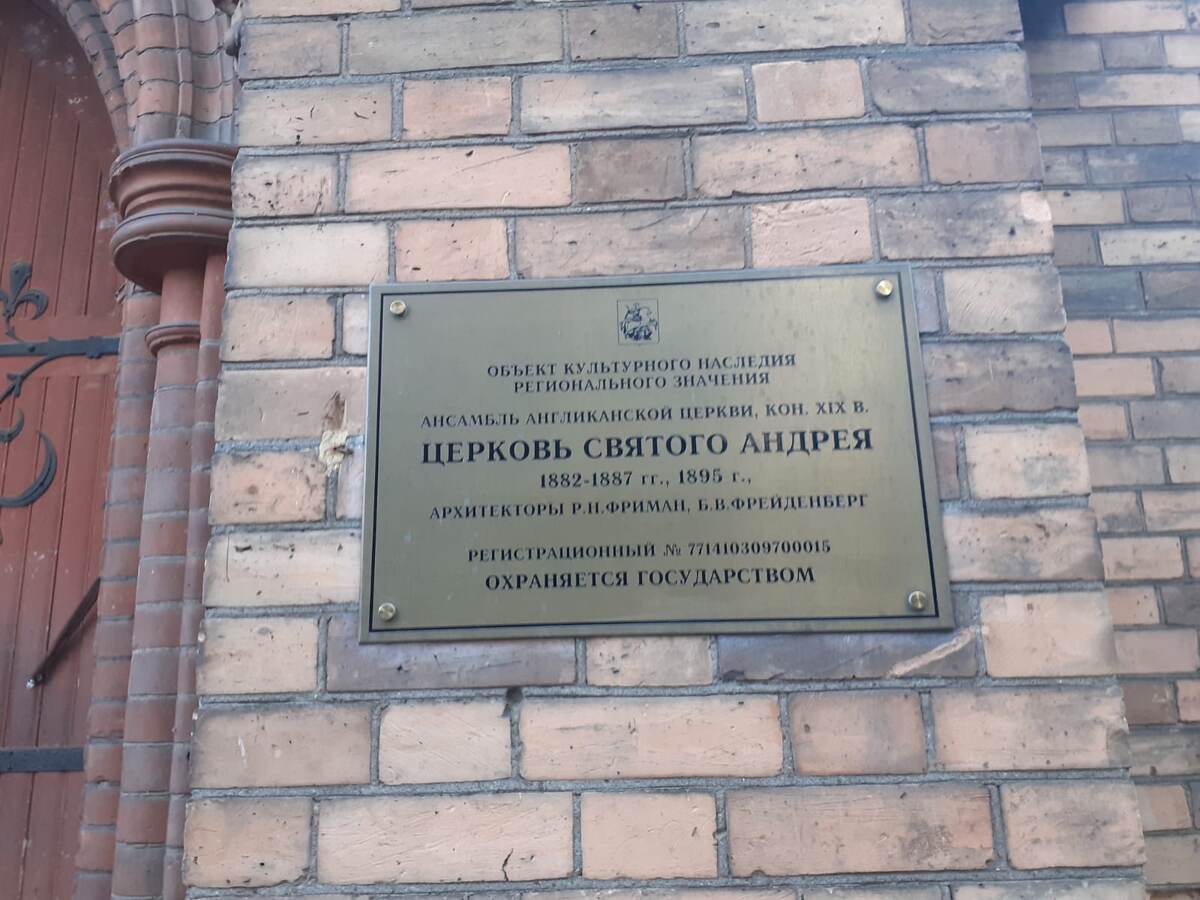 ОБЪЕКТ КУЛЬТУРНОГО НАСЛЕДИЯ
РЕГИОНАЛЬНОГО ЗНАЧЕНИЯ
АНСАМБЛЬ АНГЛИКАНСКОЙ ЦЕРКВИ, КОН. XIX В.
ЦЕРКОВЬ СВЯТОГО АНДРЕЯ
1882-1887 гг., 1895 г.,
АРХИТЕКТОРЫ Р.Н.ФРИМАН, Б.В.ФРЕЙДЕНБЕРГ
РЕГИСТРАЦИОННЫЙ № 771410309700015
ОХРАНЯЕТСЯ ГОСУДАРСТВОМ